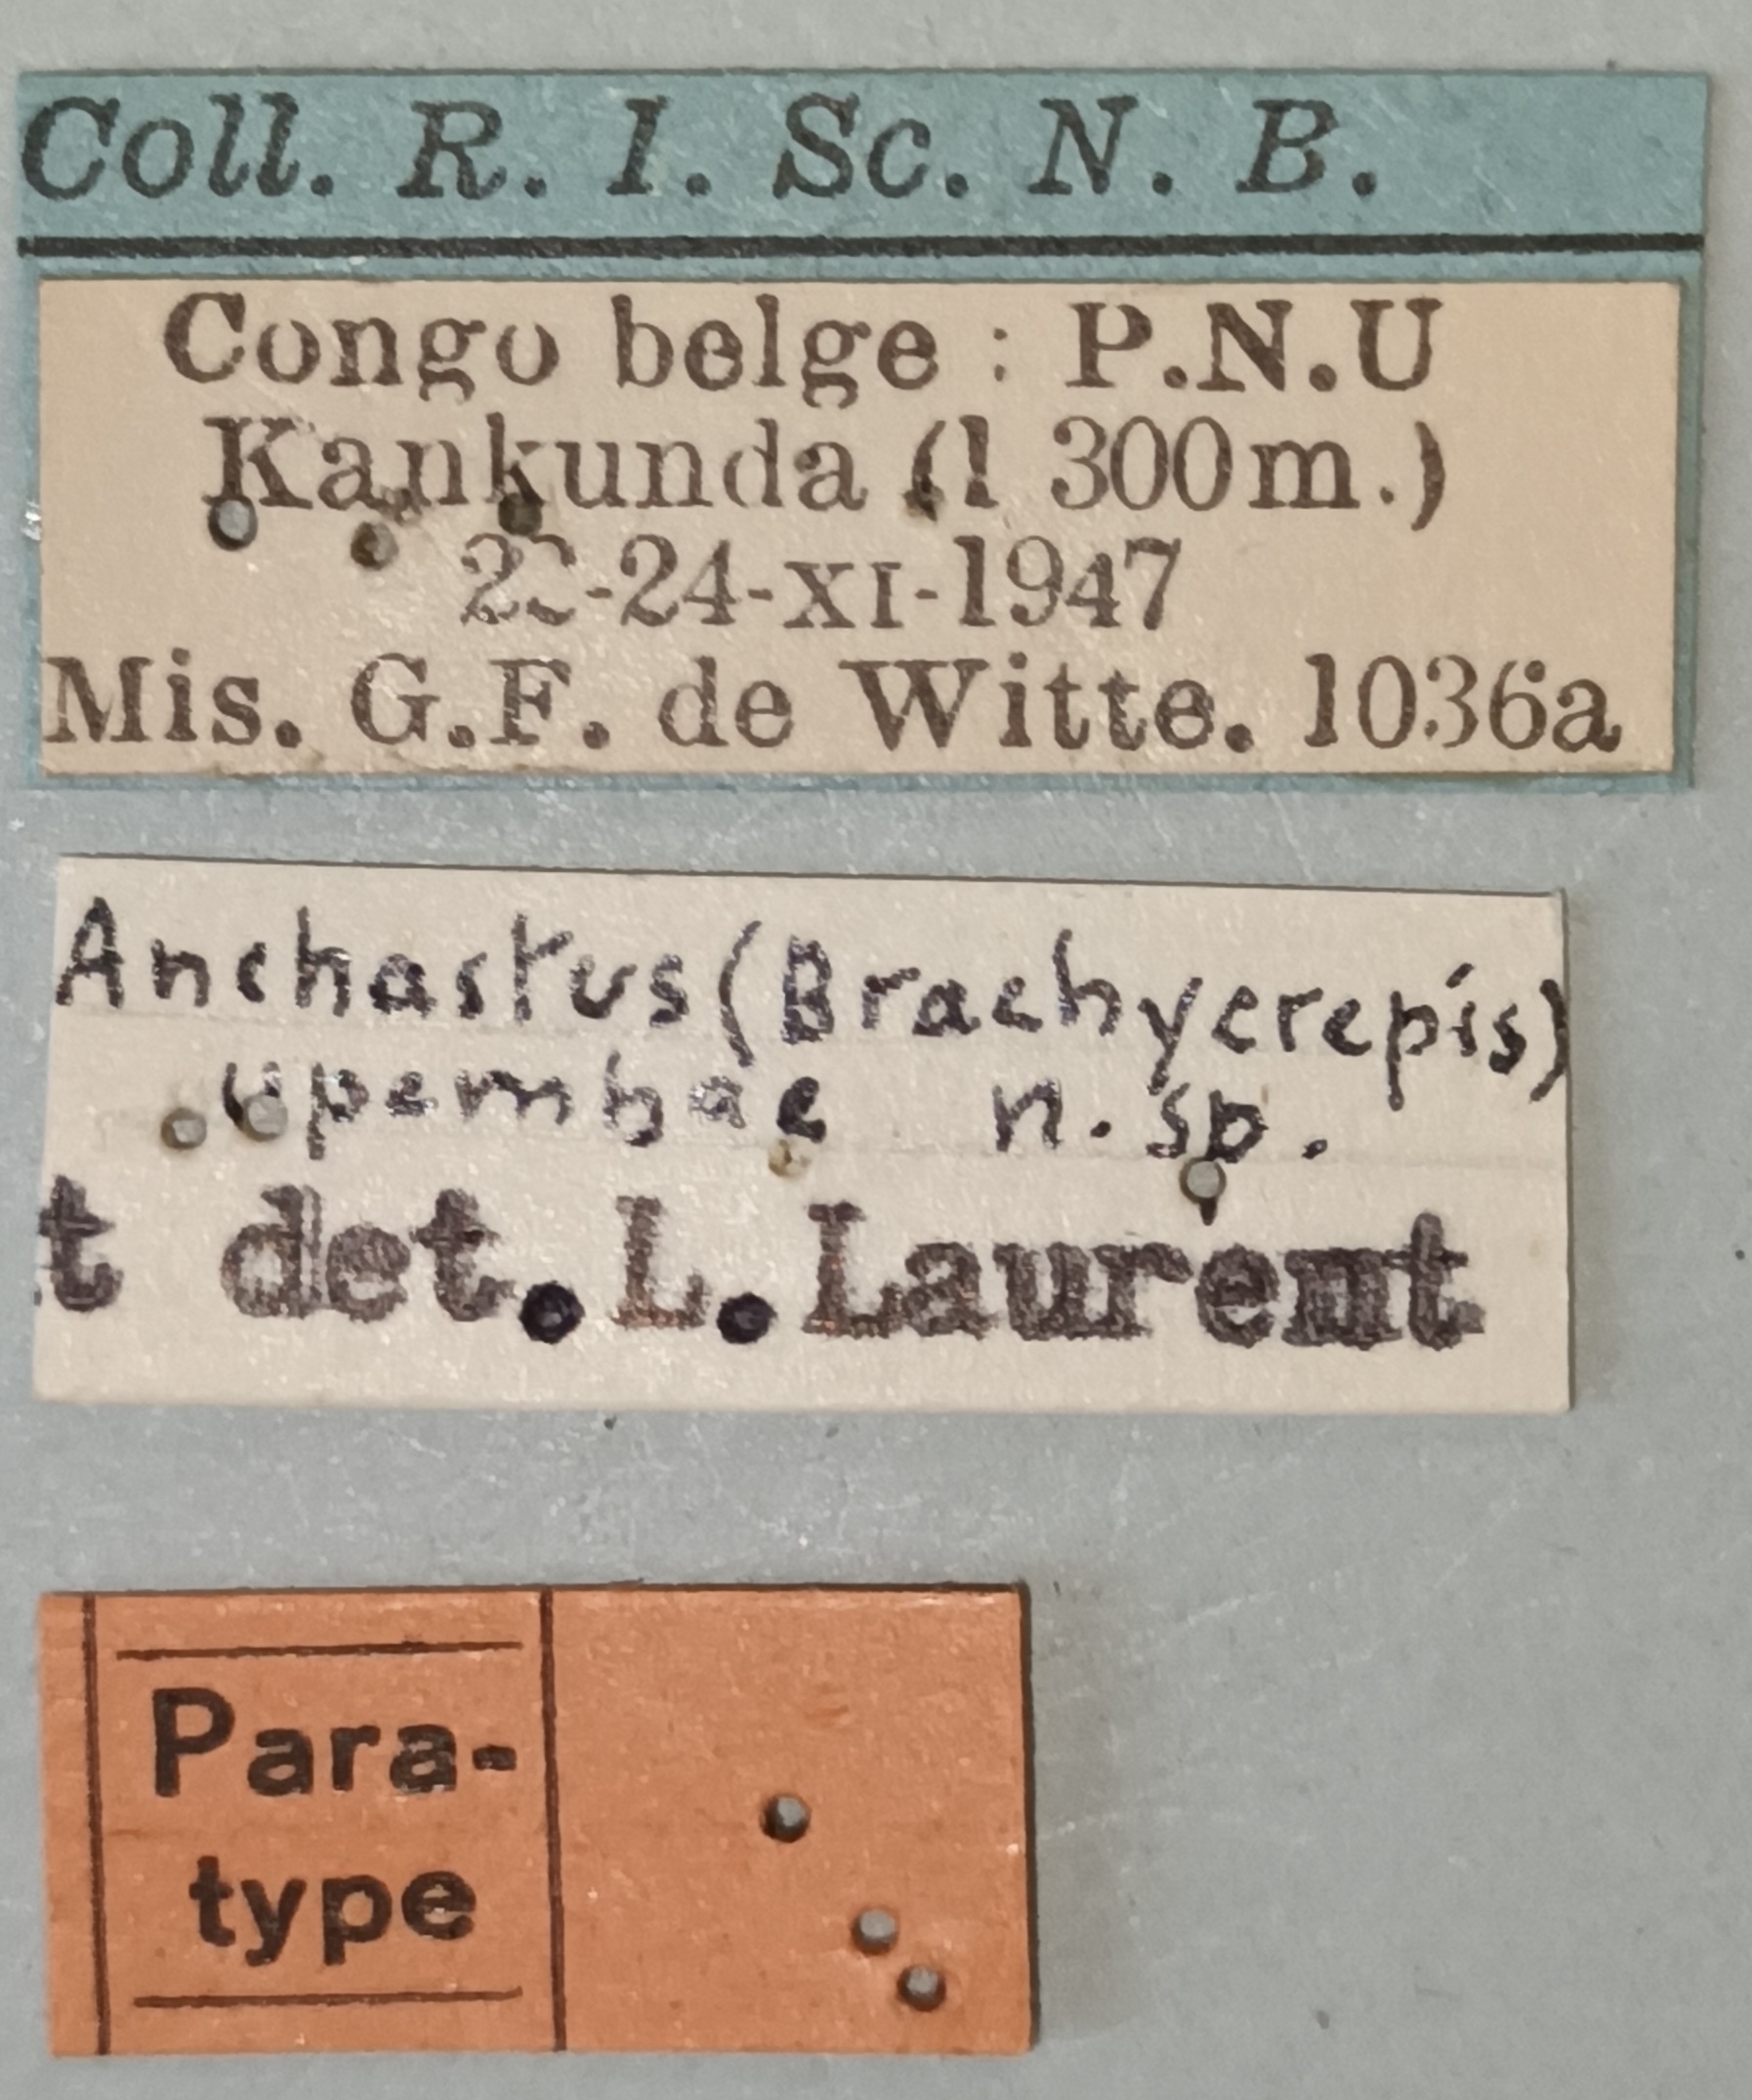 Coll. R. I. Sc. N. B.
Congo belge : P.N.U
Kankunda (1 300m.)
-24-XI-1947
Mis. G.F. de Witte. 1036a
Anchastus (Brachycrepis)
upembae n.sp.
t det. L. Laurent
Para-
type